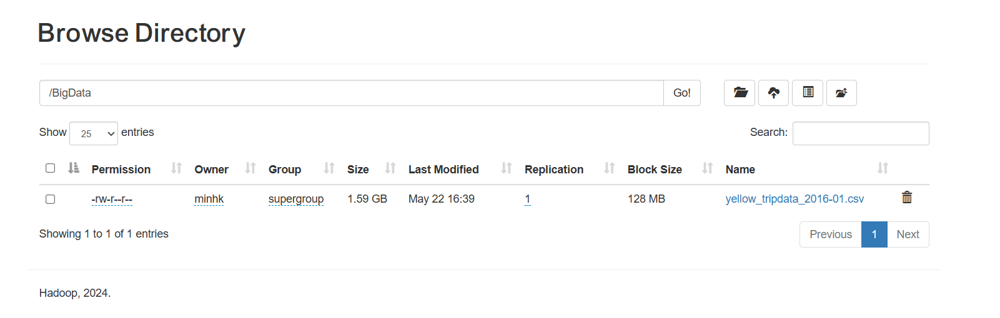 Browse Directory
/BigData Go!
Show 25 entries Search:
Permission Owner Group Size Last Modified Replication Block Size Name
-rw-r--r-- minhk supergroup 1.59 GB May 22 16:39 1 128 MB yellow_tripdata_2016-01.csv
Showing 1 to 1 of 1 entries Previous 1 Next
Hadoop, 2024.